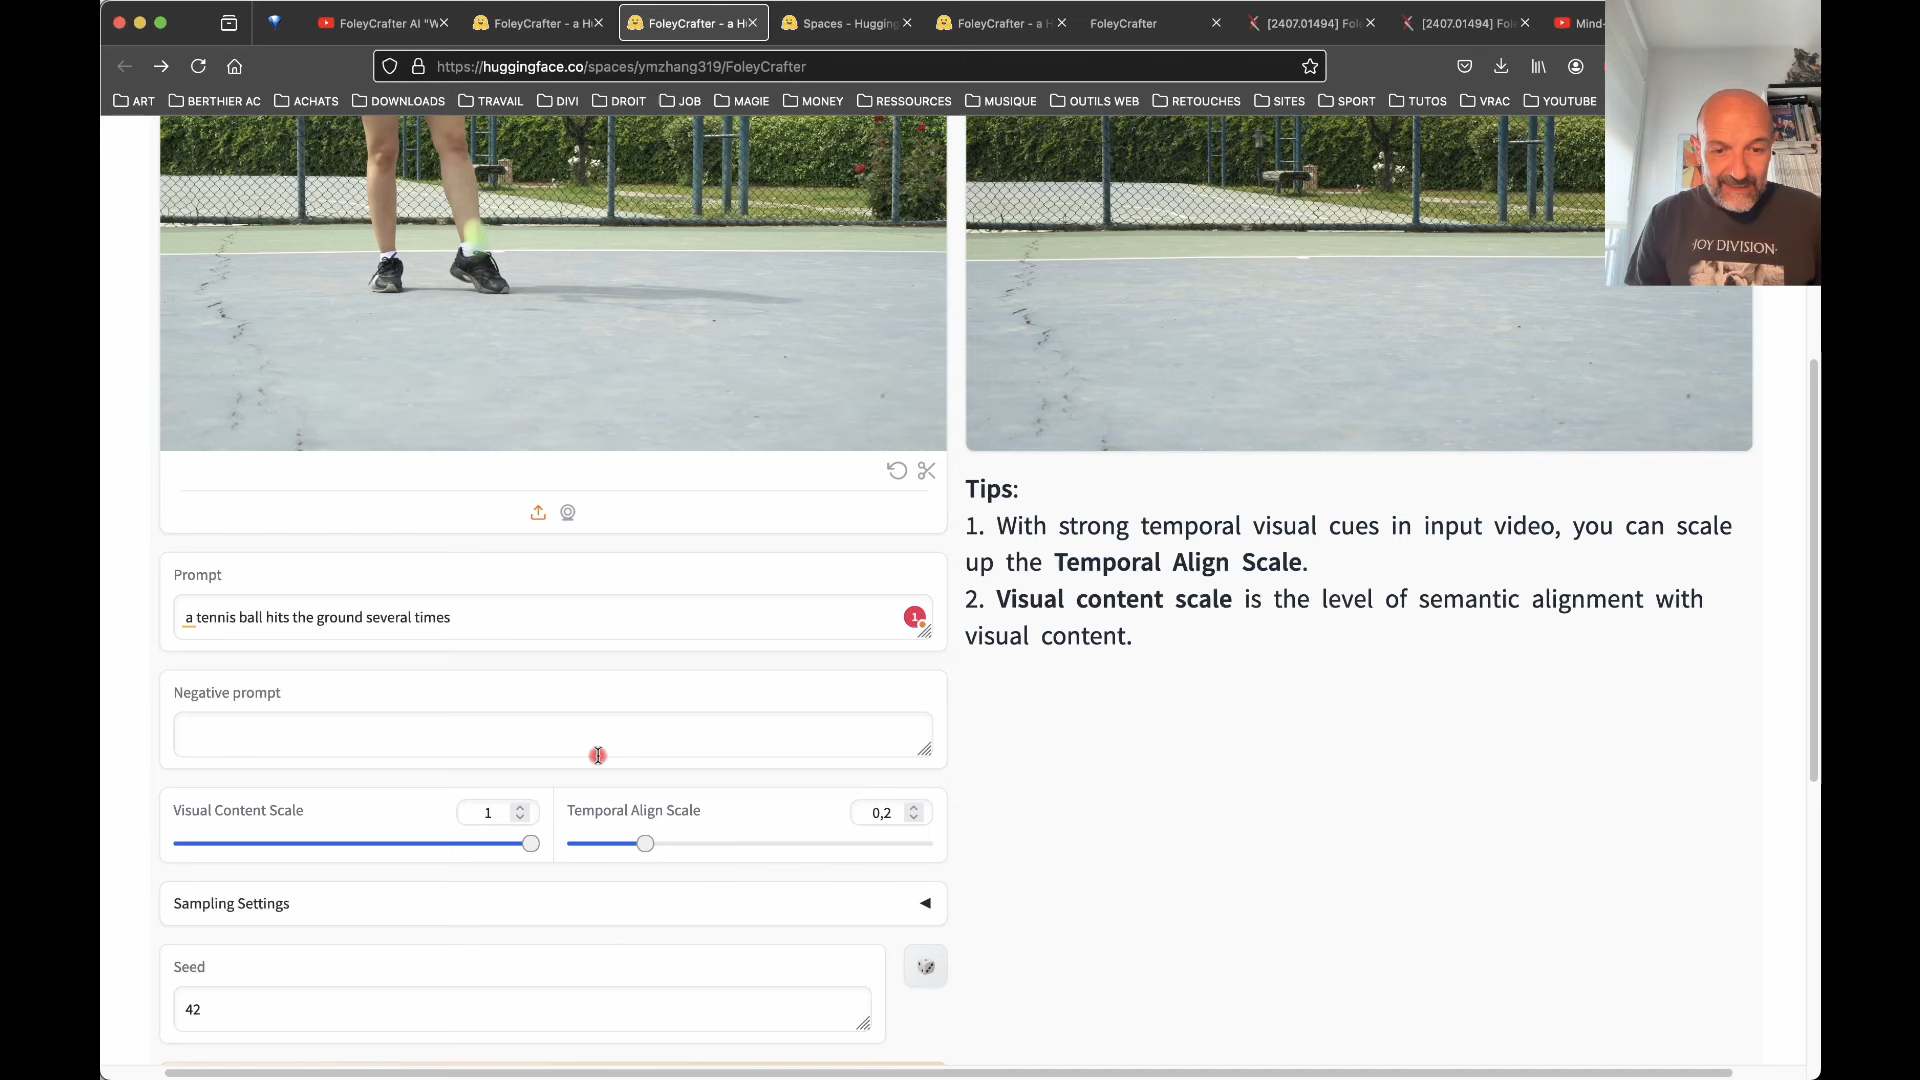 FoleyCrafter AI "W
FoleyCrafter - a H
FoleyCrafter - a H
Spaces - Hugging
FoleyCrafter - a H
FoleyCrafter
[2407.01494] Fol
[2407.01494] Fol
Mind-
https://huggingface.co/spaces/ymzhang319/FoleyCrafter
ART BERTHIER AC ACHATS DOWNLOADS TRAVAIL DIVI DROIT JOB MAGIE MONEY RESSOURCES MUSIQUE OUTILS WEB RETOUCHES SITES SPORT TUTOS VRAC YOUTUBE
JOY DIVISION
Tips:
1. With strong temporal visual cues in input video, you can scale
up the Temporal Align Scale.
2. Visual content scale is the level of semantic alignment with
visual content.
Prompt
a tennis ball hits the ground several times
1
Negative prompt
Visual Content Scale 1
Temporal Align Scale 0,2
Sampling Settings
Seed
42